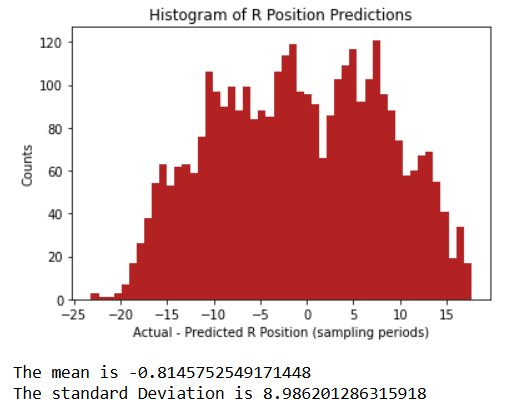 Histogram of R Position Predictions
120
100
80
60
40
20
0
Counts
−25 −20 −15 −10 −5 0 5 10 15
Actual - Predicted R Position (sampling periods)
The mean is -0.8145752549171448
The standard Deviation is 8.986201286315918